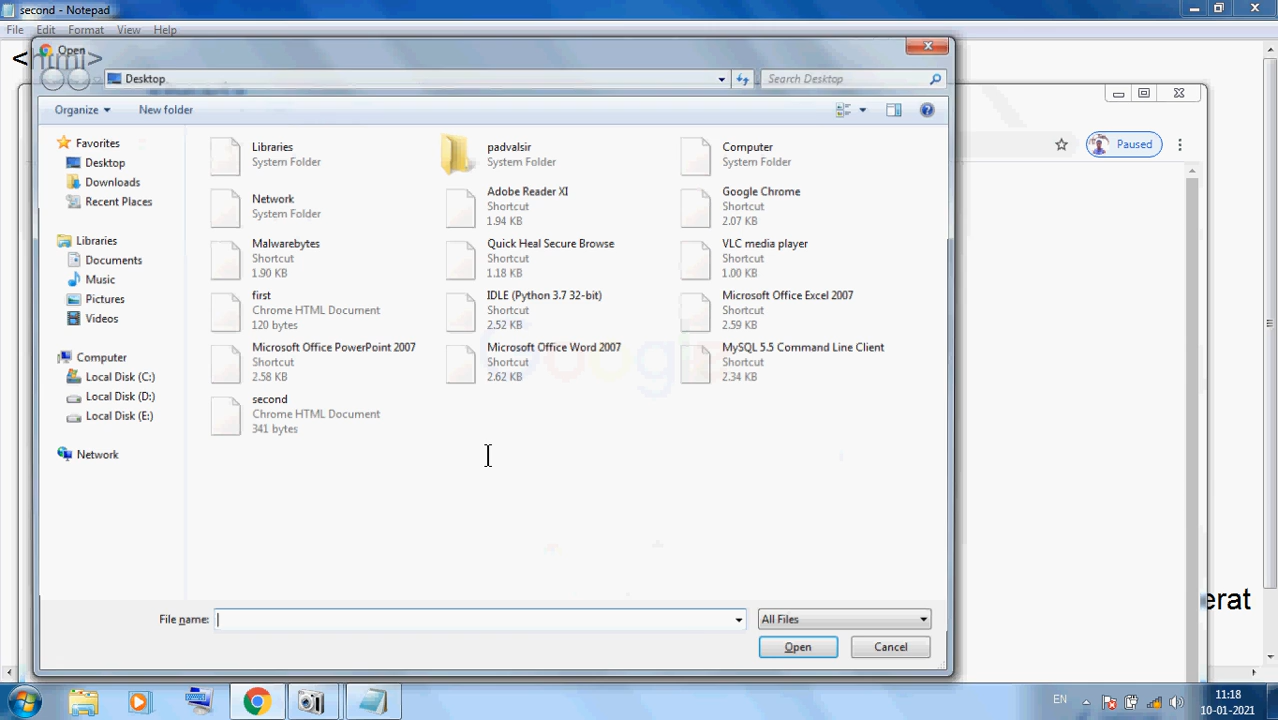 second - Notepad
File Edit Format View Help
<html>
Open
Desktop
Search Desktop
Organize
New folder
Paused
Favorites
Desktop
Downloads
Recent Places
Libraries
Documents
Music
Pictures
Videos
Computer
Local Disk (C:)
Local Disk (D:)
Local Disk (E:)
Network
Libraries
System Folder
padvalsir
System Folder
Computer
System Folder
Network
System Folder
Adobe Reader XI
Shortcut
1.94 KB
Google Chrome
Shortcut
2.07 KB
Malwarebytes
Shortcut
1.90 KB
Quick Heal Secure Browse
Shortcut
1.18 KB
VLC media player
Shortcut
1.00 KB
first
Chrome HTML Document
120 bytes
IDLE (Python 3.7 32-bit)
Shortcut
2.52 KB
Microsoft Office Excel 2007
Shortcut
2.59 KB
Microsoft Office PowerPoint 2007
Shortcut
2.58 KB
Microsoft Office Word 2007
Shortcut
2.62 KB
MySQL 5.5 Command Line Client
Shortcut
2.34 KB
second
Chrome HTML Document
341 bytes
erat
File name:
All Files
Open
Cancel
EN
11:18
10-01-2021